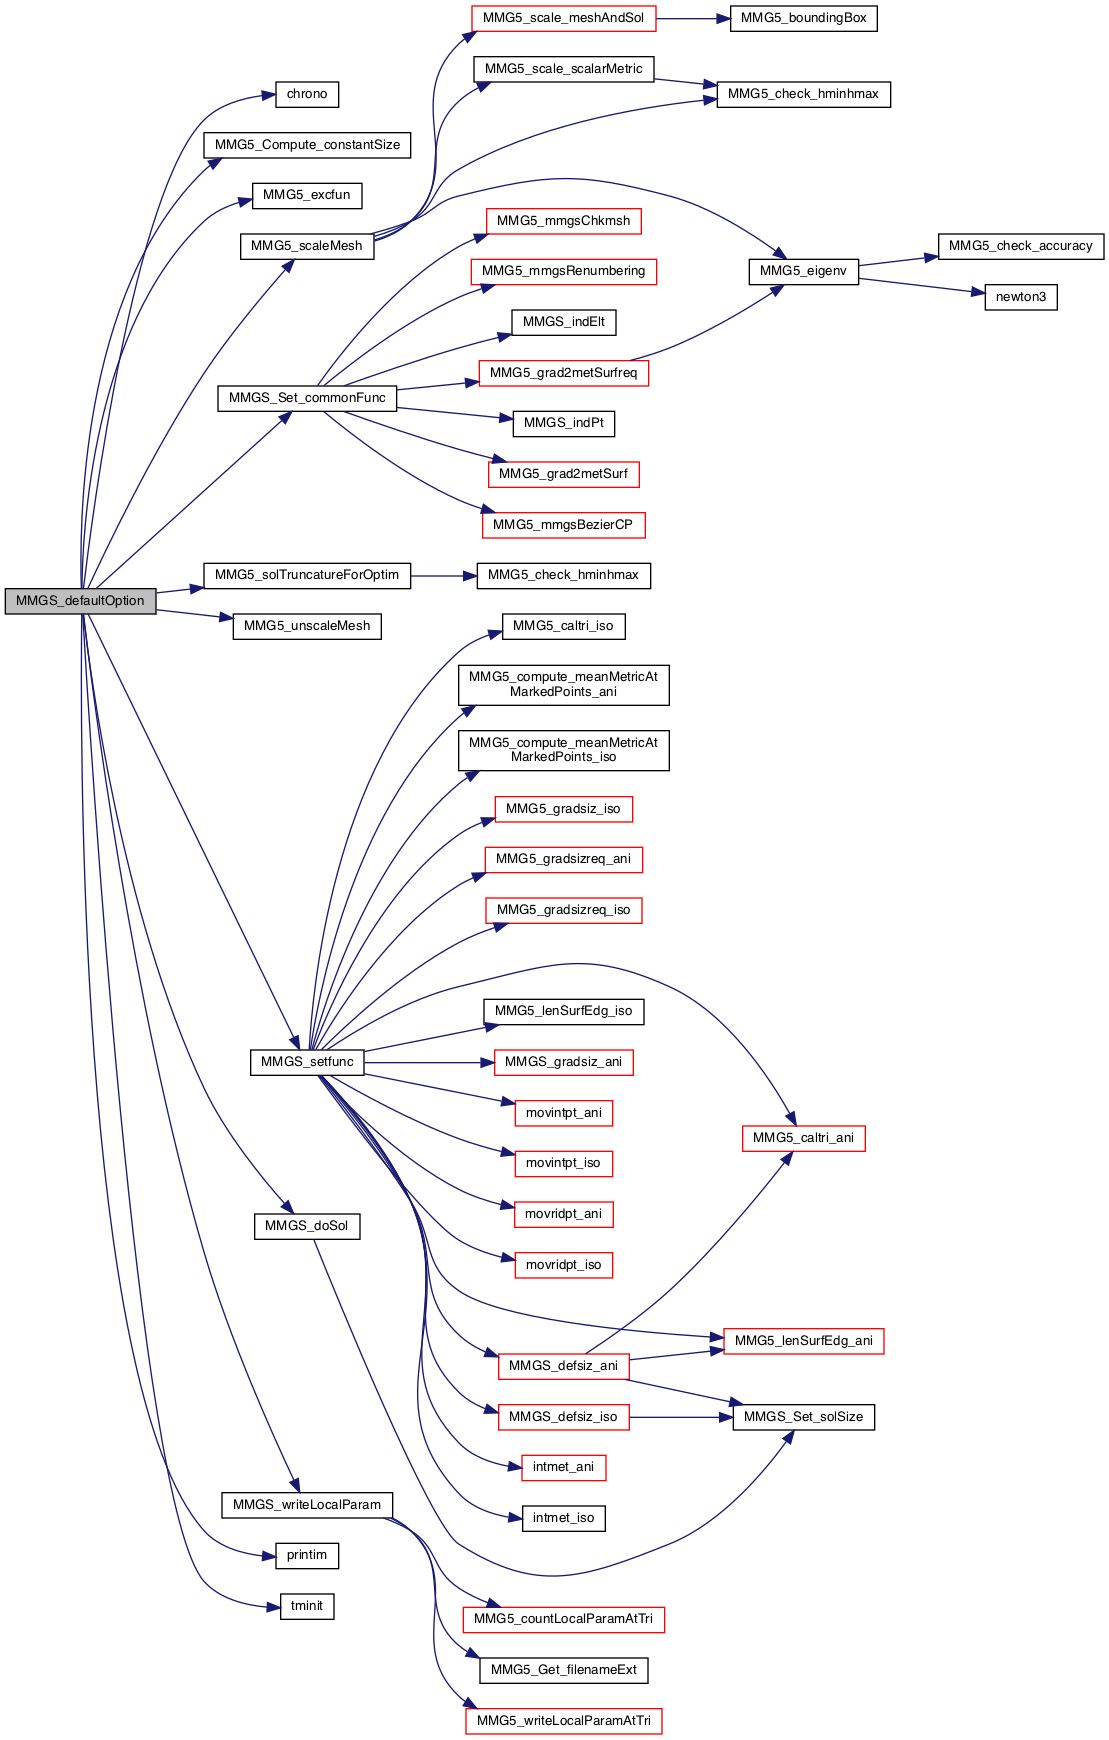 MMG5_scale_meshAndSol
MMG5_boundingBox
MMG5_scale_scalarMetric
chrono
MMG5_check_hminhmax
MMG5_Compute_constantSize
MMG5_excfun
MMG5_mmgsChkmsh
MMG5_scaleMesh
MMG5_check_accuracy
MMG5_mmgsRenumbering
MMG5_eigenv
newton3
MMGS_indElt
MMG5_grad2metSurfreq
MMGS_Set_commonFunc
MMGS_indPt
MMG5_grad2metSurf
MMG5_mmgsBezierCP
MMG5_solTruncatureForOptim
MMG5_check_hminhmax
MMGS_defaultOption
MMG5_unscaleMesh
MMG5_caltri_iso
MMG5_compute_meanMetricAt
MarkedPoints_ani
MMG5_compute_meanMetricAt
MarkedPoints_iso
MMG5_gradsiz_iso
MMG5_gradsizreq_ani
MMG5_gradsizreq_iso
MMG5_lenSurfEdg_iso
MMGS_setfunc
MMGS_gradsiz_ani
movintpt_ani
MMG5_caltri_ani
movintpt_iso
movridpt_ani
MMGS_doSol
movridpt_iso
MMG5_lenSurfEdg_ani
MMGS_defsiz_ani
MMGS_defsiz_iso
MMGS_Set_solSize
intmet_ani
MMGS_writeLocalParam
intmet_iso
printim
tminit
MMG5_countLocalParamAtTri
MMG5_Get_filenameExt
MMG5_writeLocalParamAtTri